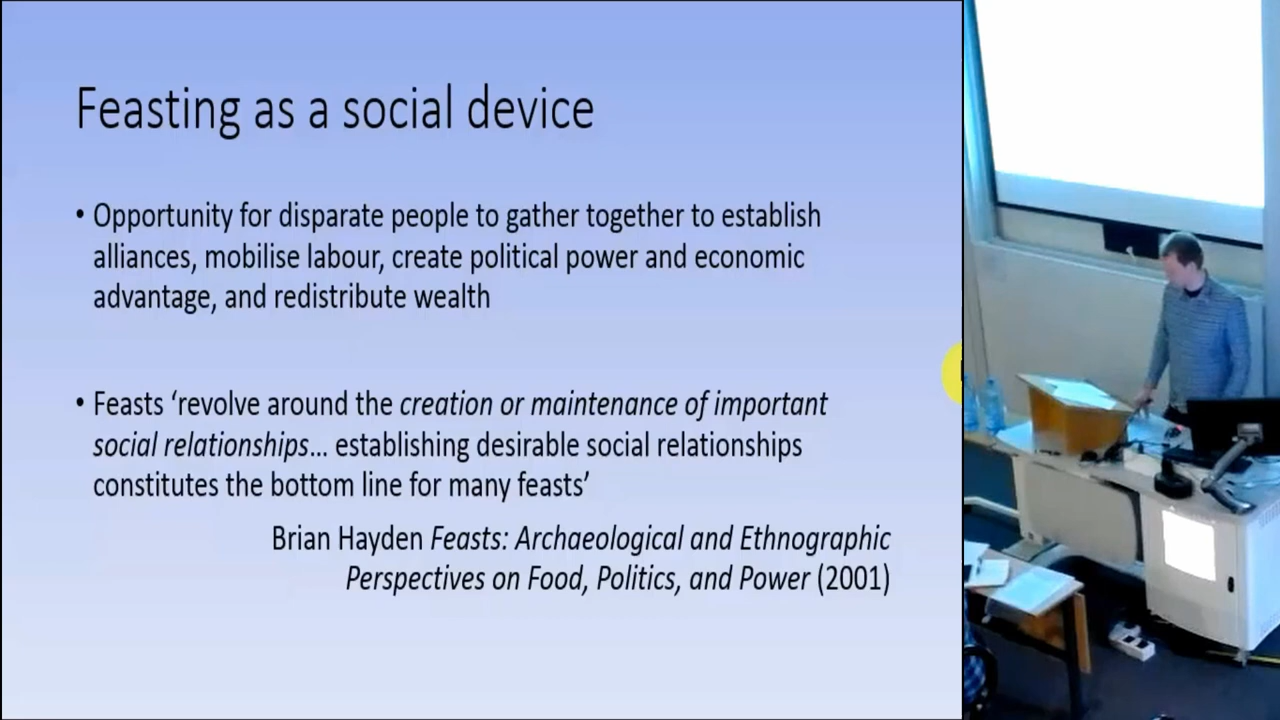 Feasting as a social device
• Opportunity for disparate people to gather together to establish
alliances, mobilise labour, create political power and economic
advantage, and redistribute wealth
• Feasts ‘revolve around the creation or maintenance of important
social relationships... establishing desirable social relationships
constitutes the bottom line for many feasts’
Brian Hayden Feasts: Archaeological and Ethnographic
Perspectives on Food, Politics, and Power (2001)